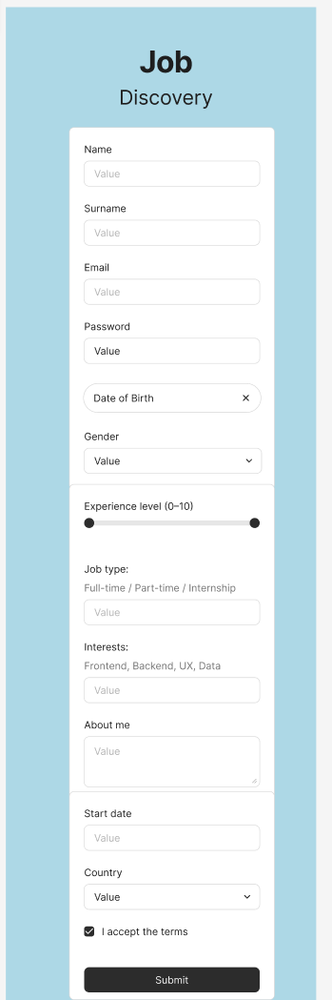 Job
Discovery
Name
Value
Surname
Value
Email
Value
Password
Value
Date of Birth
Gender
Value
Experience level (0–10)
Job type:
Full-time / Part-time / Internship
Value
Interests:
Frontend, Backend, UX, Data
Value
About me
Value
Start date
Value
Country
Value
I accept the terms
Submit